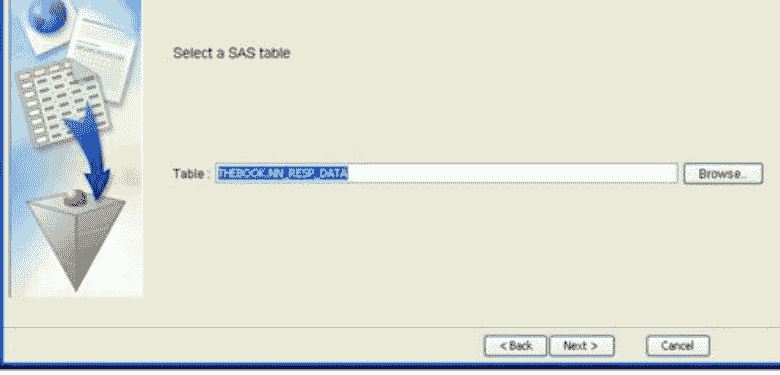 Select a SAS table
Table : THEBOOK.NN_RESP_DATA Browse..
< Back Next > Cancel